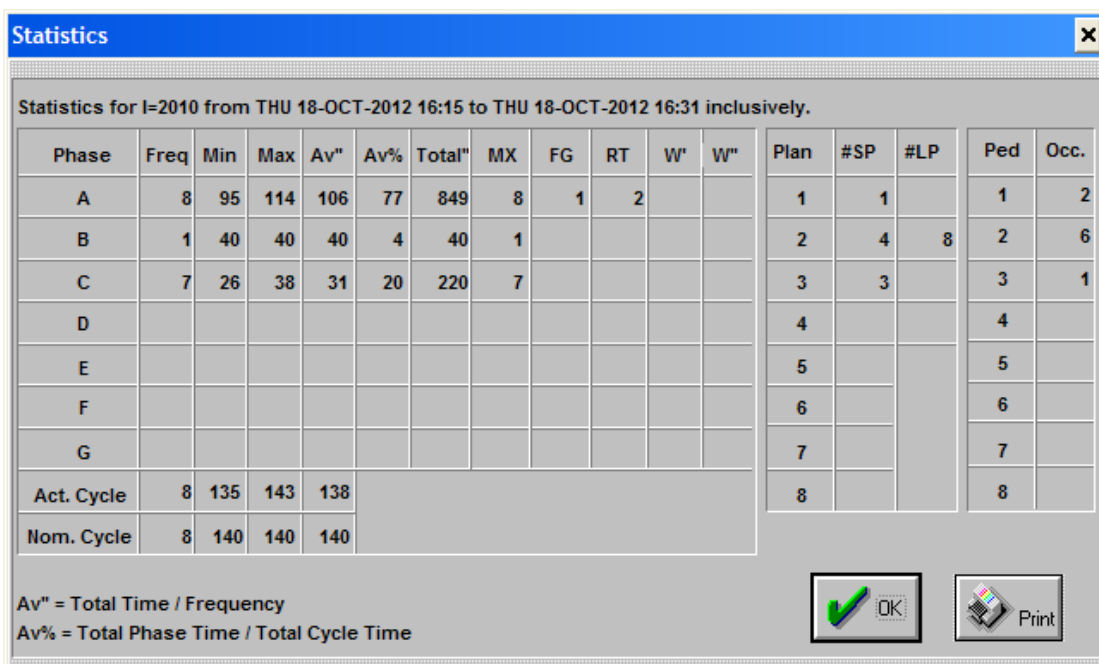 Statistics
Statistics for I=2010 from THU 18-OCT-2012 16:15 to THU 18-OCT-2012 16:31 inclusively.
Phase Freq Min Max Av" Av% Total" MX FG RT W' W" Plan #SP #LP Ped Occ.
A 8 95 114 106 77 849 8 1 2 1 1 1 2
B 1 40 40 40 4 40 1 2 4 8 2 6
C 7 26 38 31 20 220 7 3 3 3 1
D 4 4
E 5 5
F 6 6
G 7 7
Act. Cycle 8 135 143 138 8 8
Nom. Cycle 8 140 140 140
Av" = Total Time / Frequency
Av% = Total Phase Time / Total Cycle Time
OK Print